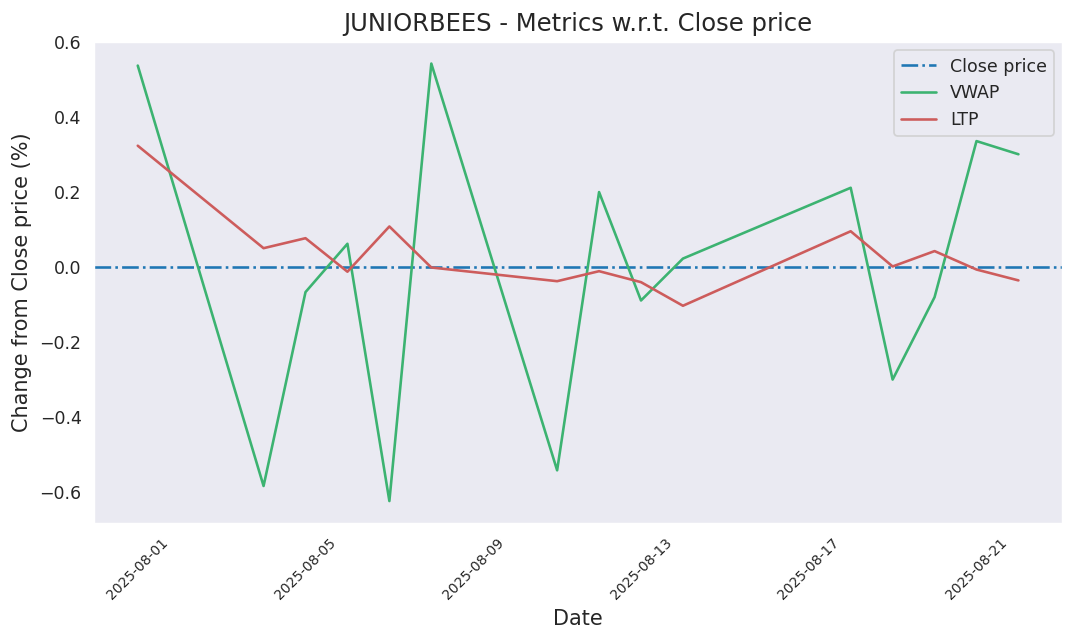 JUNIORBEES - Metrics w.r.t. Close price
Change from Close price (%)
0.6
0.4
0.2
0.0
−0.2
−0.4
−0.6
Close price
VWAP
LTP
2025-08-01
2025-08-05
2025-08-09
2025-08-13
2025-08-17
2025-08-21
Date